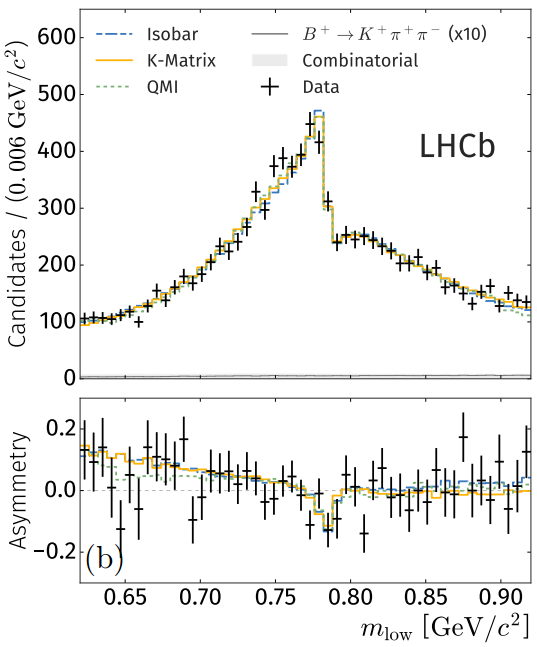 Isobar
K-Matrix
QMI
B⁺ → K⁺π⁺π⁻ (x10)
Combinatorial
Data
LHCb
Candidates / (0.006 GeV/c²)
600
500
400
300
200
100
0
Asymmetry
0.2
0.0
−0.2
(b)
0.65 0.70 0.75 0.80 0.85 0.90
m_low [GeV/c²]